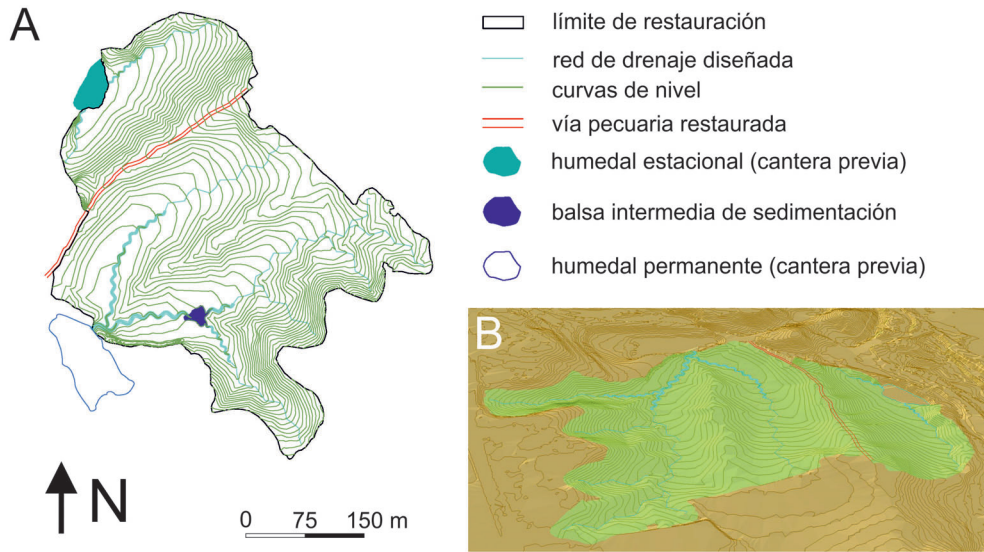 A
límite de restauración
red de drenaje diseñada
curvas de nivel
vía pecuaria restaurada
humedal estacional (cantera previa)
balsa intermedia de sedimentación
humedal permanente (cantera previa)
B
N
0 75 150 m